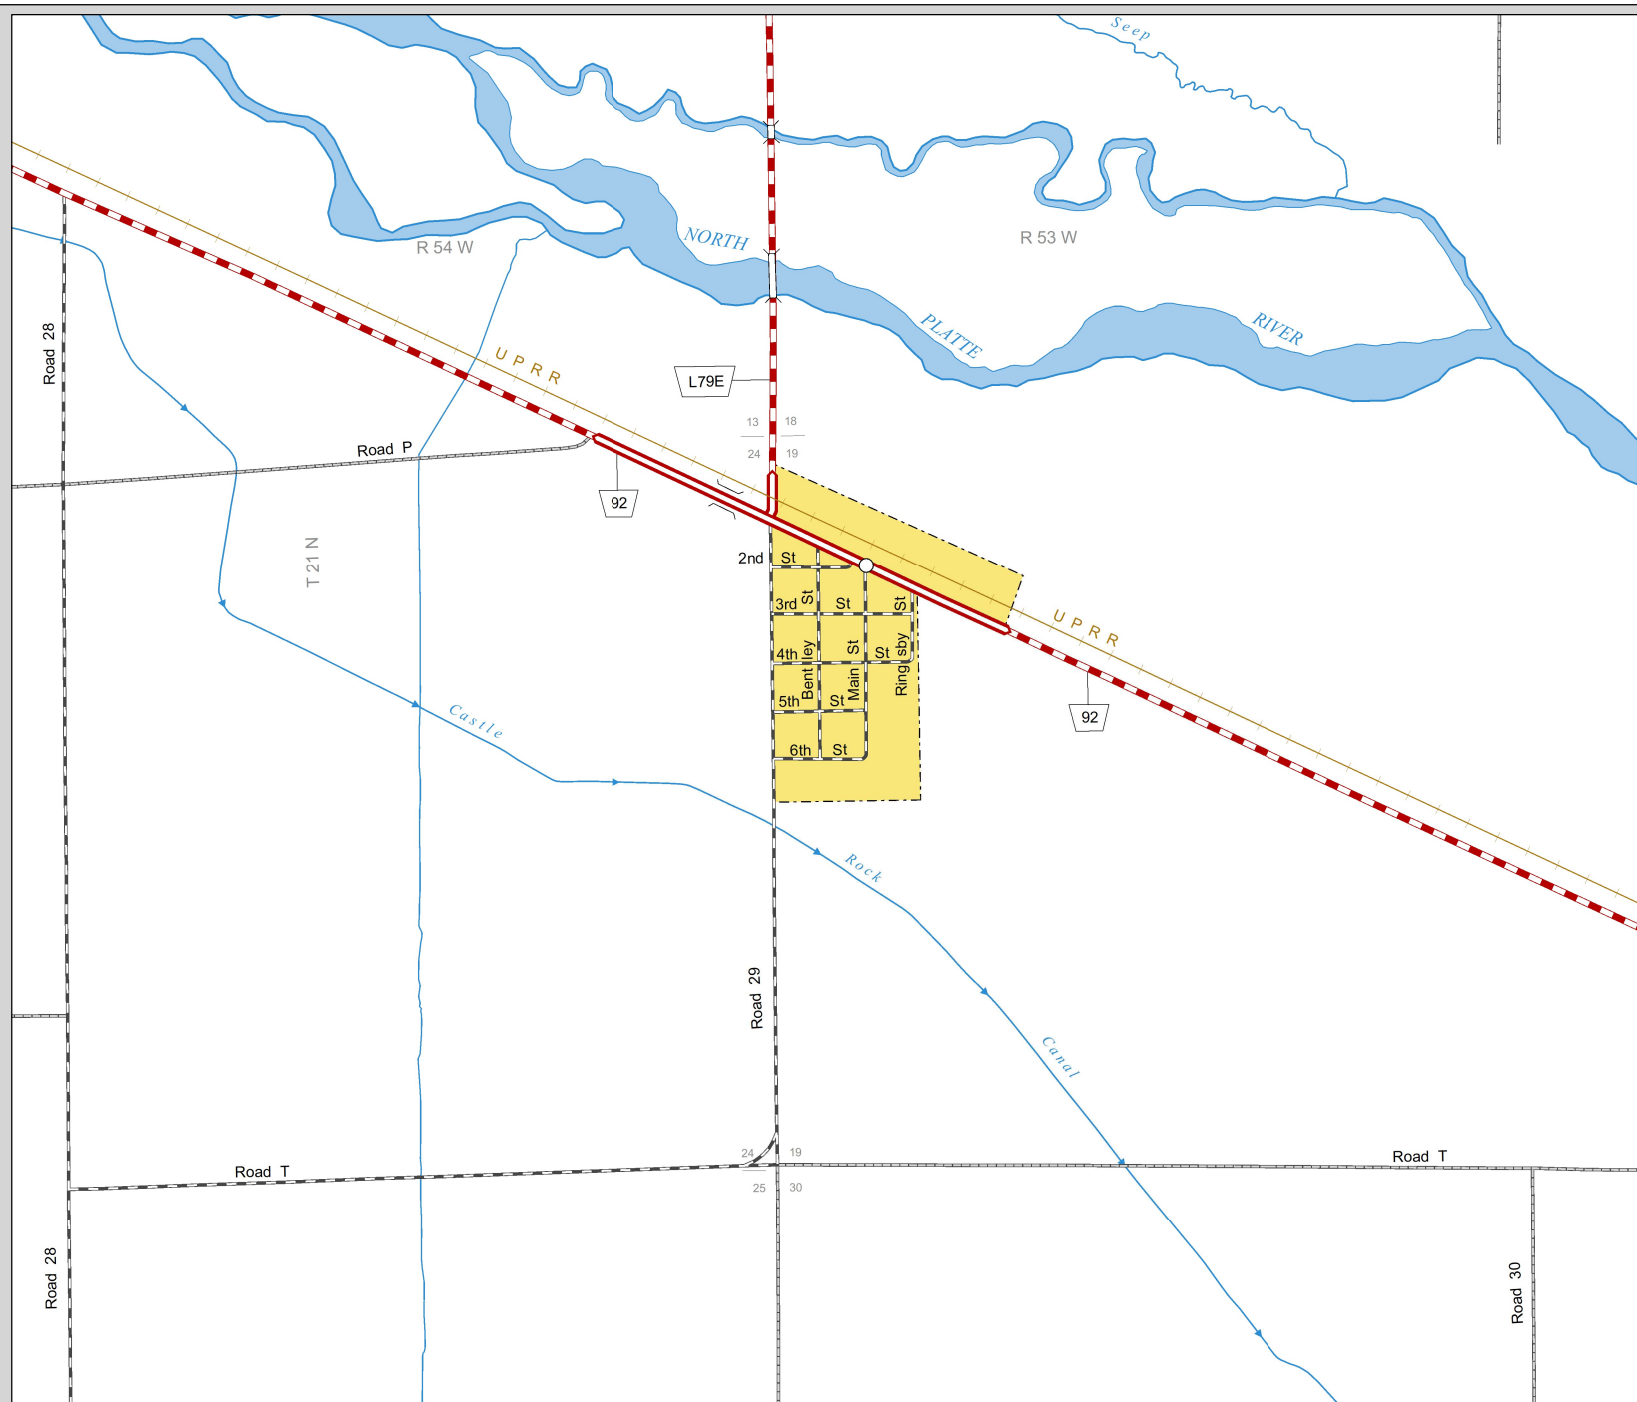 Seep
NORTH
R 54 W
R 53 W
PLATTE
RIVER
Road 28
UPRR
L79E
13
18
24
19
Road P
92
T 21 N
2nd St
3rd St
4th St
5th St
6th St
Bentley St
Main St
Ringsby St
UPRR
92
Castle
Rock
Canal
Road 29
24
19
Road T
Road T
25
30
Road 28
Road 30